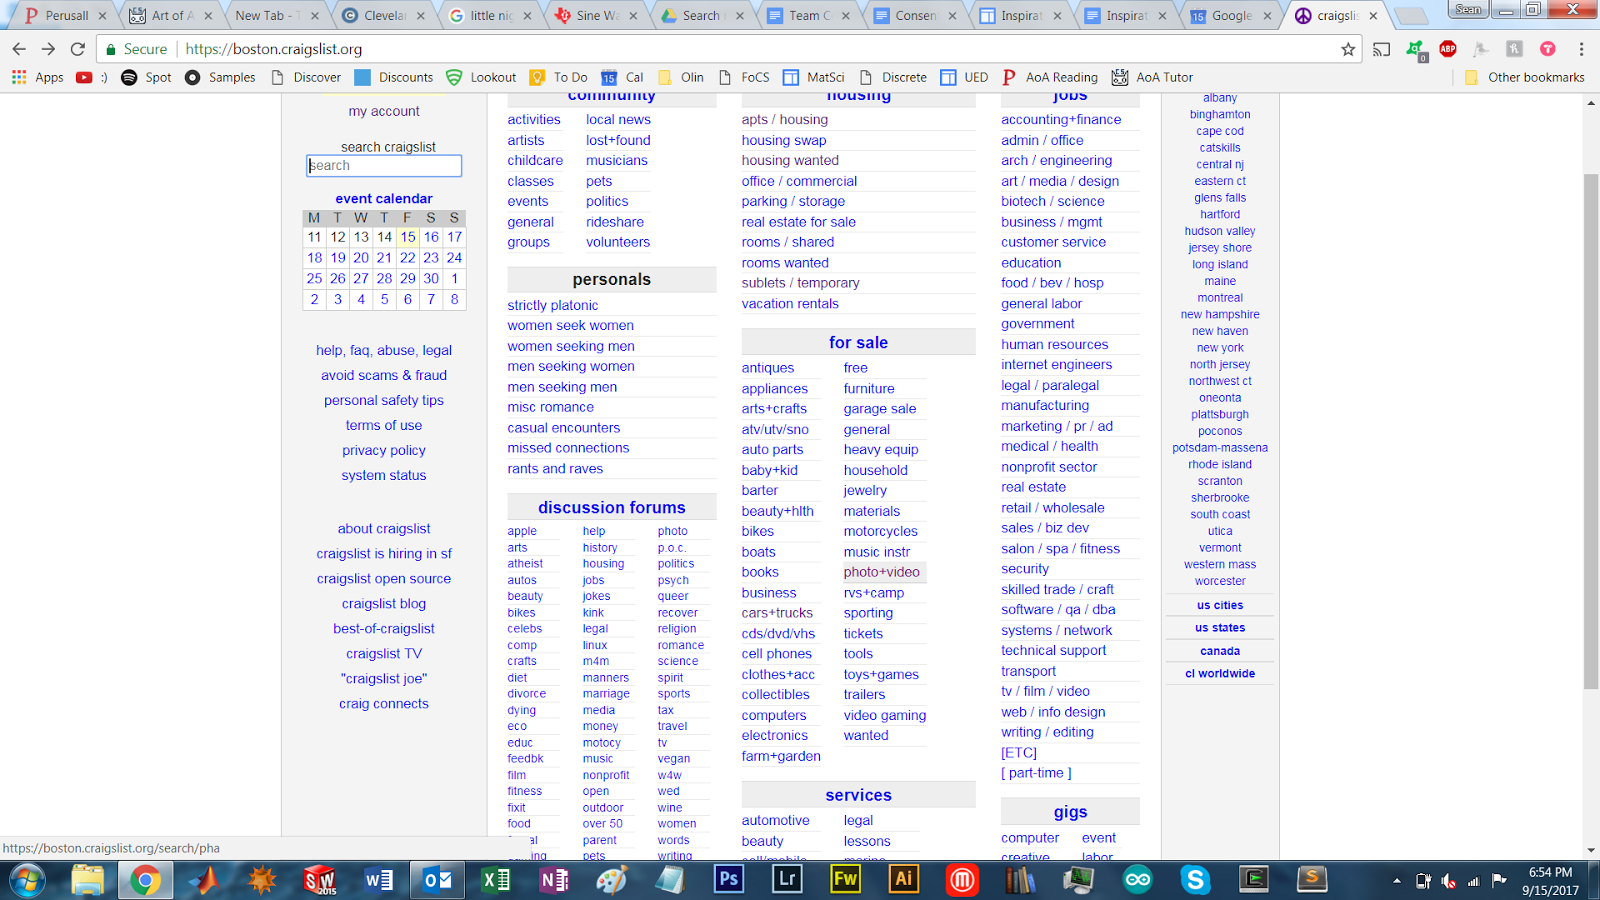 Perusall
Art of A
New Tab - T
Clevelan
little nig
Sine Wa
Search r
Team C
Consen
Inspirat
Inspirat
Google
craigslis
Sean
Secure
https://boston.craigslist.org
ABP
0
Apps
:)
Spot
Samples
Discover
Discounts
Lookout
To Do
Cal
Olin
FoCS
MatSci
Discrete
UED
AoA Reading
AoA Tutor
Other bookmarks
my account
search craigslist
search
event calendar
M T W T F S S
11 12 13 14 15 16 17
18 19 20 21 22 23 24
25 26 27 28 29 30 1
2 3 4 5 6 7 8
help, faq, abuse, legal
avoid scams & fraud
personal safety tips
terms of use
privacy policy
system status
about craigslist
craigslist is hiring in sf
craigslist open source
craigslist blog
best-of-craigslist
craigslist TV
"craigslist joe"
craig connects
community
activities
artists
childcare
classes
events
general
groups
local news
lost+found
musicians
pets
politics
rideshare
volunteers
personals
strictly platonic
women seek women
women seeking men
men seeking women
men seeking men
misc romance
casual encounters
missed connections
rants and raves
discussion forums
apple
arts
atheist
autos
beauty
bikes
celebs
comp
crafts
diet
divorce
dying
eco
educ
feedbk
film
fitness
fixit
food
help
history
housing
jobs
jokes
kink
legal
linux
m4m
manners
marriage
media
money
motocy
music
nonprofit
open
outdoor
over 50
parent
pets
photo
p.o.c.
politics
psych
queer
recover
religion
romance
science
spirit
sports
tax
travel
tv
vegan
w4w
wed
wine
women
words
writing
housing
apts / housing
housing swap
housing wanted
office / commercial
parking / storage
real estate for sale
rooms / shared
rooms wanted
sublets / temporary
vacation rentals
for sale
antiques
appliances
arts+crafts
atv/utv/sno
auto parts
baby+kid
barter
beauty+hlth
bikes
boats
books
business
cars+trucks
cds/dvd/vhs
cell phones
clothes+acc
collectibles
computers
electronics
farm+garden
free
furniture
garage sale
general
heavy equip
household
jewelry
materials
motorcycles
music instr
photo+video
rvs+camp
sporting
tickets
tools
toys+games
trailers
video gaming
wanted
services
automotive
beauty
cell/mobile
legal
lessons
marine
jobs
accounting+finance
admin / office
arch / engineering
art / media / design
biotech / science
business / mgmt
customer service
education
food / bev / hosp
general labor
government
human resources
internet engineers
legal / paralegal
manufacturing
marketing / pr / ad
medical / health
nonprofit sector
real estate
retail / wholesale
sales / biz dev
salon / spa / fitness
security
skilled trade / craft
software / qa / dba
systems / network
technical support
transport
tv / film / video
web / info design
writing / editing
[ETC]
[ part-time ]
gigs
computer
creative
event
labor
albany
binghamton
cape cod
catskills
central nj
eastern ct
glens falls
hartford
hudson valley
jersey shore
long island
maine
montreal
new hampshire
new haven
new york
north jersey
northwest ct
oneonta
plattsburgh
poconos
potsdam-massena
rhode island
scranton
sherbrooke
south coast
utica
vermont
western mass
worcester
us cities
us states
canada
cl worldwide
https://boston.craigslist.org/search/pha
Ps
Lr
Fw
Ai
6:54 PM
9/15/2017